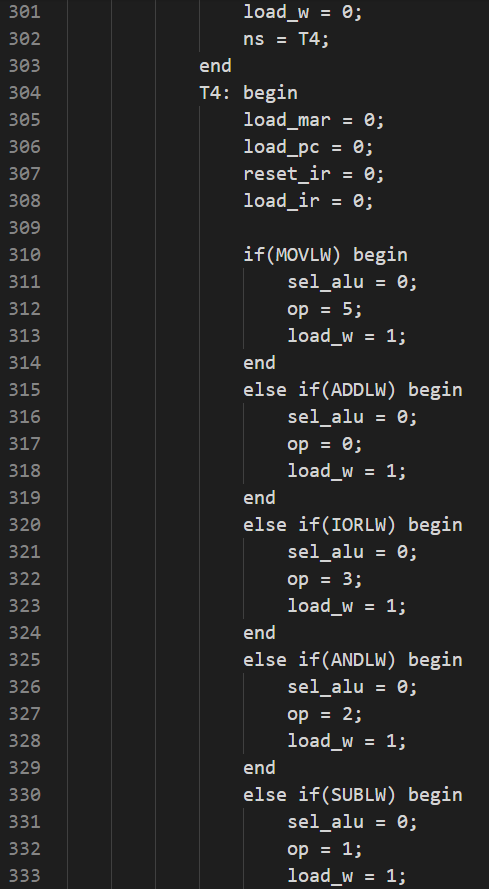 301 load_w = 0;
302 ns = T4;
303 end
304 T4: begin
305 load_mar = 0;
306 load_pc = 0;
307 reset_ir = 0;
308 load_ir = 0;
309
310 if(MOVLW) begin
311 sel_alu = 0;
312 op = 5;
313 load_w = 1;
314 end
315 else if(ADDLW) begin
316 sel_alu = 0;
317 op = 0;
318 load_w = 1;
319 end
320 else if(IORLW) begin
321 sel_alu = 0;
322 op = 3;
323 load_w = 1;
324 end
325 else if(ANDLW) begin
326 sel_alu = 0;
327 op = 2;
328 load_w = 1;
329 end
330 else if(SUBLW) begin
331 sel_alu = 0;
332 op = 1;
333 load_w = 1;